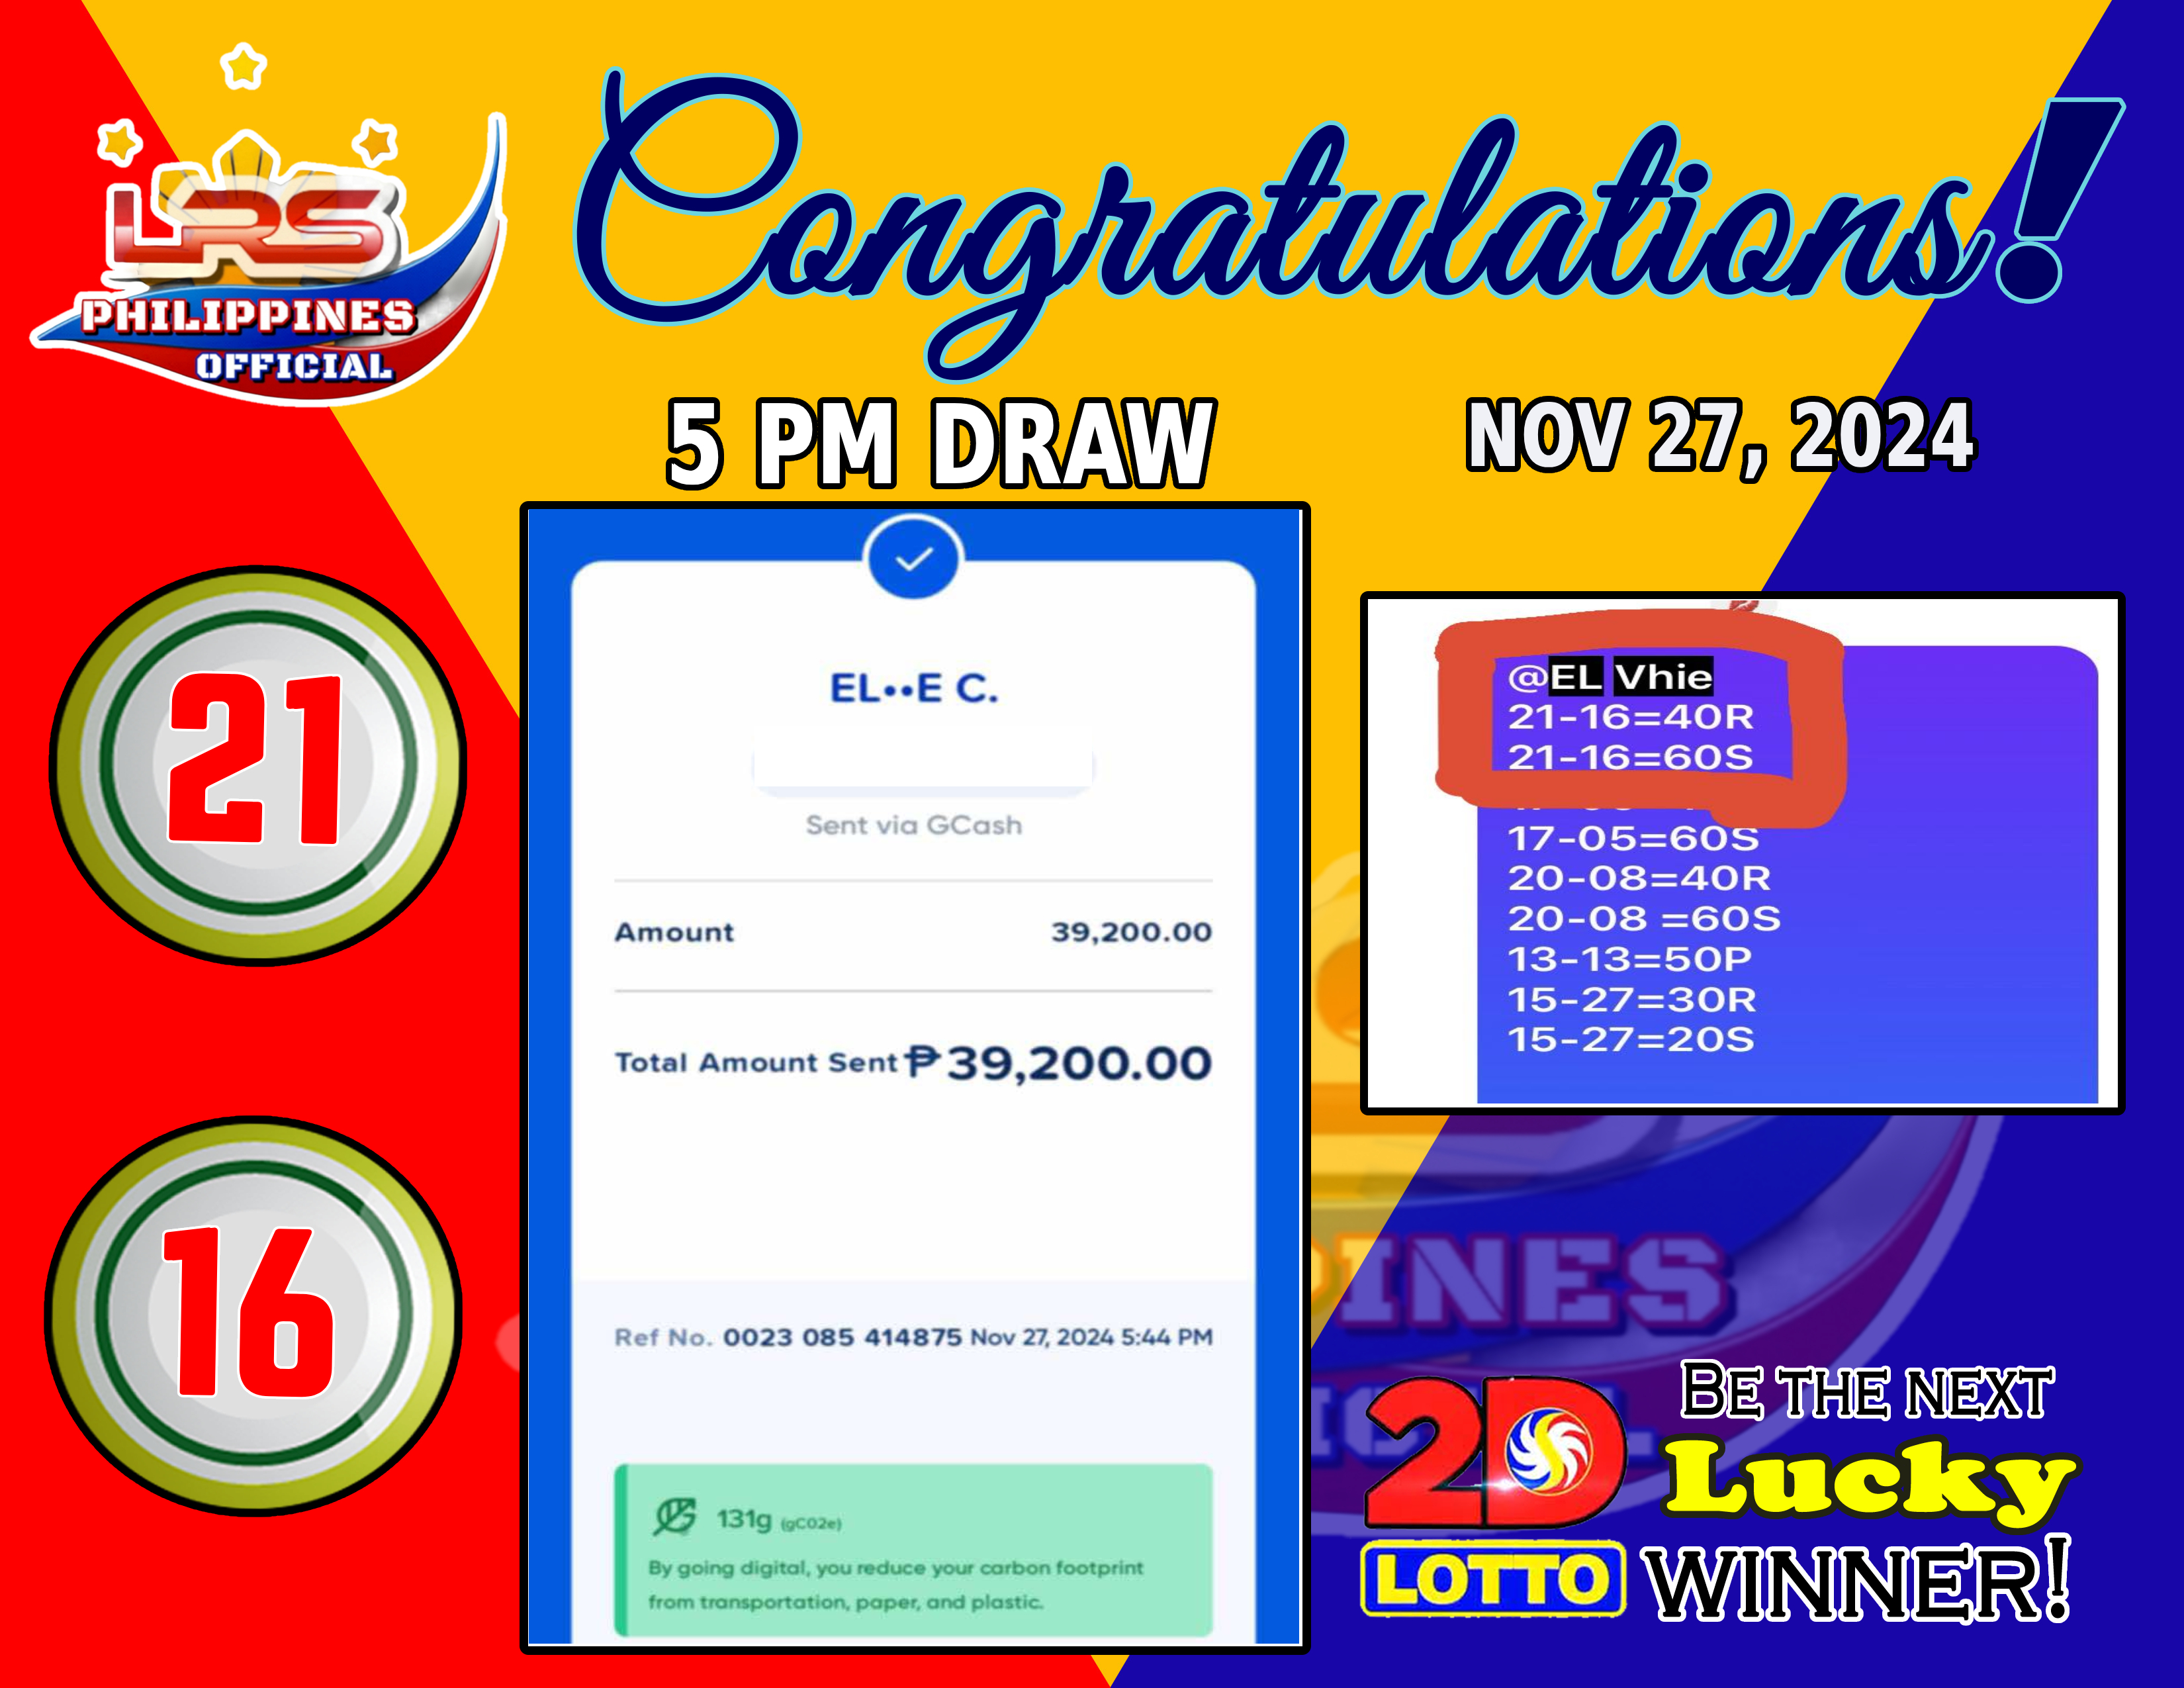 LRS
PHILIPPINES
OFFICIAL
Congratulations!
5 PM DRAW
NOV 27, 2024
21
16
EL••E C.
Sent via GCash
Amount 39,200.00
Total Amount Sent ₱39,200.00
Ref No. 0023 085 414875 Nov 27, 2024 5:44 PM
131g (gCO2e)
By going digital, you reduce your carbon footprint
from transportation, paper, and plastic.
@EL Vhie
21-16=40R
21-16=60S
17-05=60S
20-08=40R
20-08 =60S
13-13=50P
15-27=30R
15-27=20S
PINES
2D
LOTTO
BE THE NEXT
Lucky
WINNER!